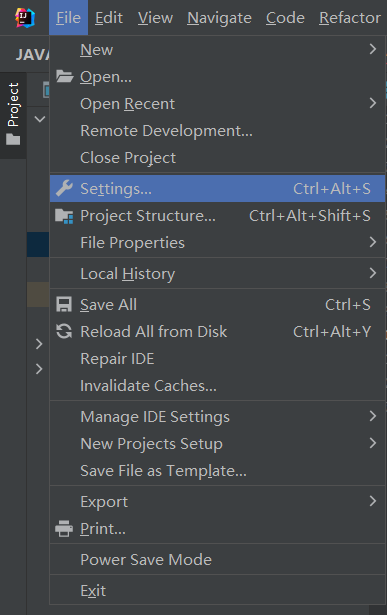 File Edit View Navigate Code Refactor
JAVA
Project
New
Open...
Open Recent
Remote Development...
Close Project
Settings... Ctrl+Alt+S
Project Structure... Ctrl+Alt+Shift+S
File Properties
Local History
Save All Ctrl+S
Reload All from Disk Ctrl+Alt+Y
Repair IDE
Invalidate Caches...
Manage IDE Settings
New Projects Setup
Save File as Template...
Export
Print...
Power Save Mode
Exit